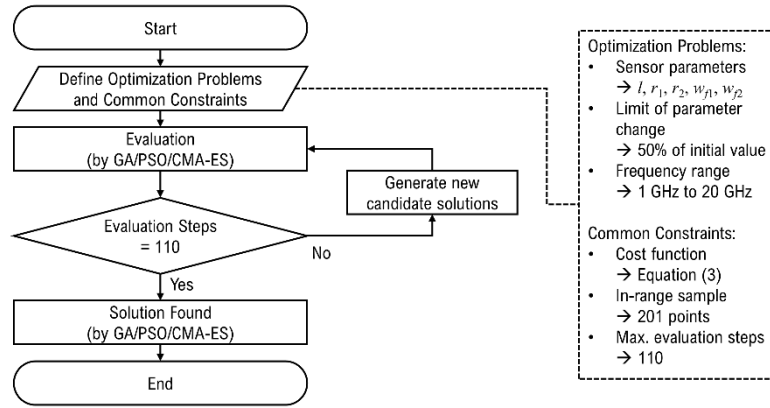 Start
Define Optimization Problems
and Common Constraints
Evaluation
(by GA/PSO/CMA-ES)
Generate new
candidate solutions
Evaluation Steps
= 110
No
Yes
Solution Found
(by GA/PSO/CMA-ES)
End
Optimization Problems:
• Sensor parameters
→ l, r1, r2, wf1, wf2
• Limit of parameter
change
→ 50% of initial value
• Frequency range
→ 1 GHz to 20 GHz
Common Constraints:
• Cost function
→ Equation (3)
• In-range sample
→ 201 points
• Max. evaluation steps
→ 110